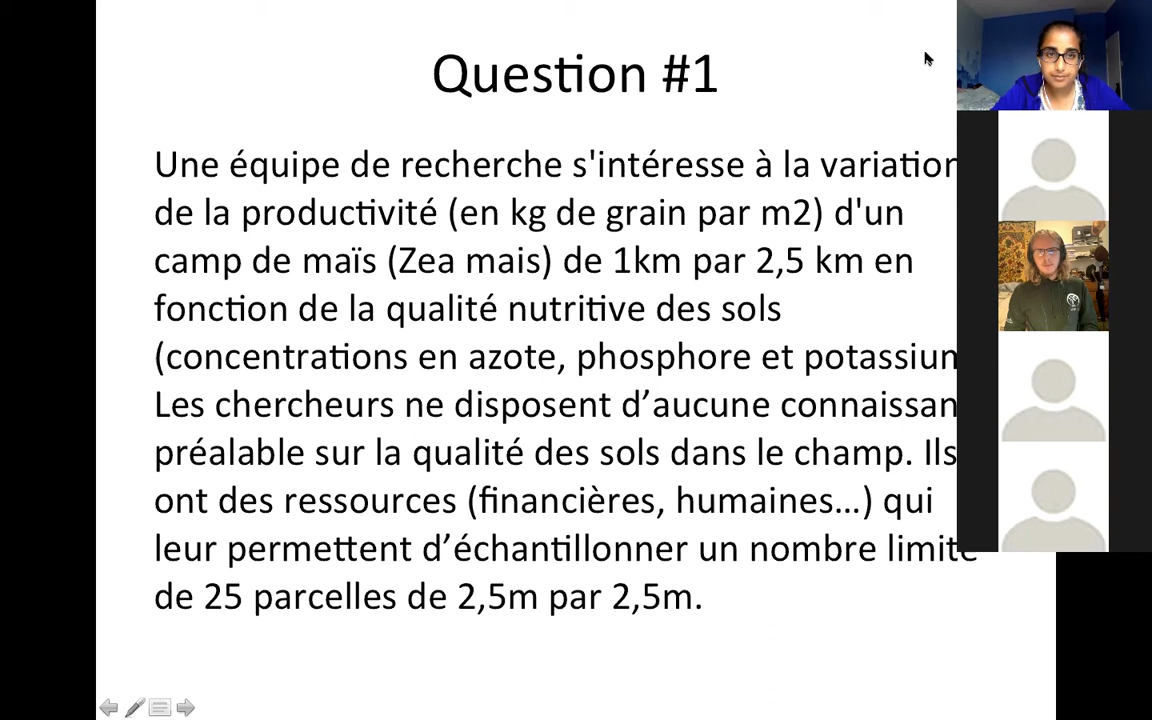 Question #1
Une équipe de recherche s'intéresse à la variation
de la productivité (en kg de grain par m2) d'un
camp de maïs (Zea mais) de 1km par 2,5 km en
fonction de la qualité nutritive des sols
(concentrations en azote, phosphore et potassium
Les chercheurs ne disposent d’aucune connaissan
préalable sur la qualité des sols dans le champ. Ils
ont des ressources (financières, humaines…) qui
leur permettent d’échantillonner un nombre limité
de 25 parcelles de 2,5m par 2,5m.